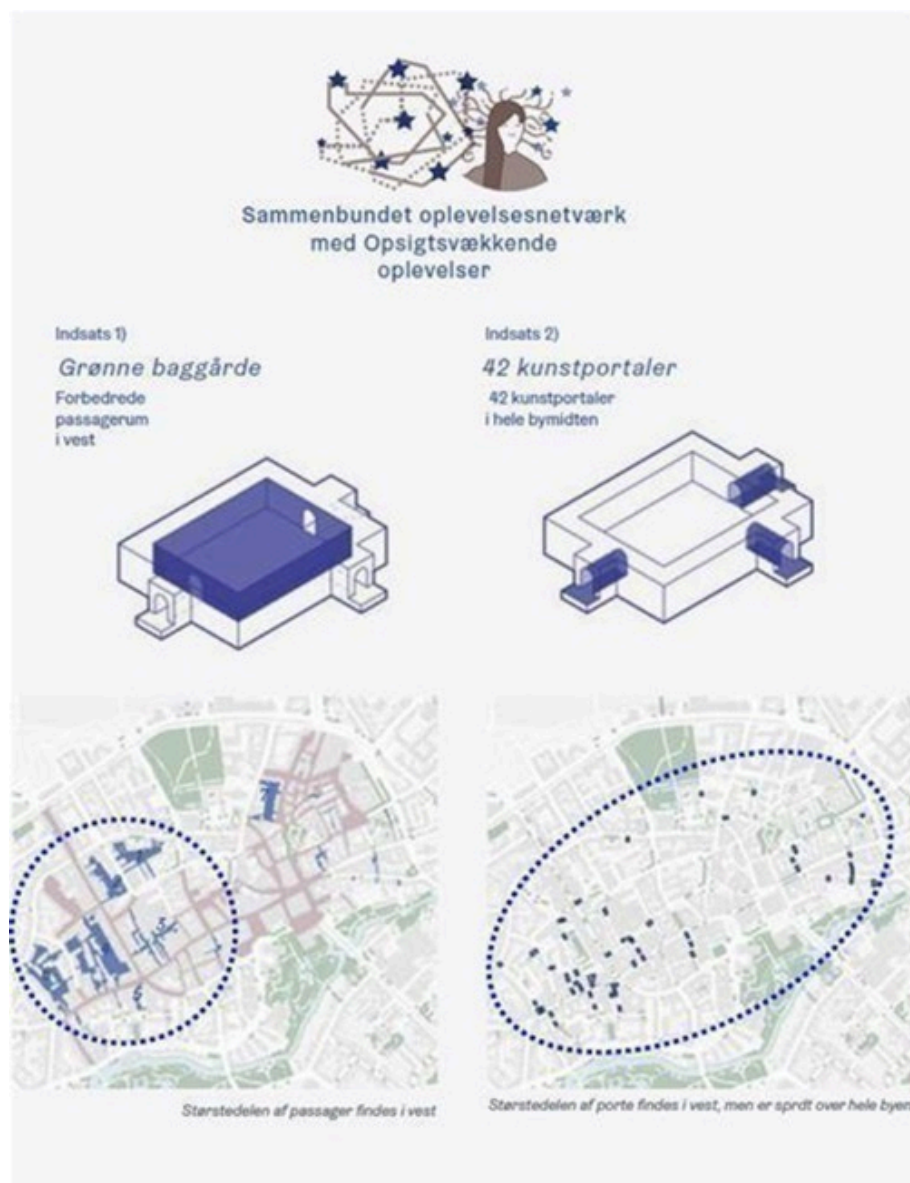 Sammenbundet oplevelsesnetværk
med Opsigtsvækkende
oplevelser
Indsats 1)
Grønne baggårde
Forbedrede
passagerum
i vest
Indsats 2)
42 kunstportaler
42 kunstportaler
i hele bymidten
Størstedelen af passager findes i vest
Størstedelen af porte findes i vest, men er sprdt over hele byen